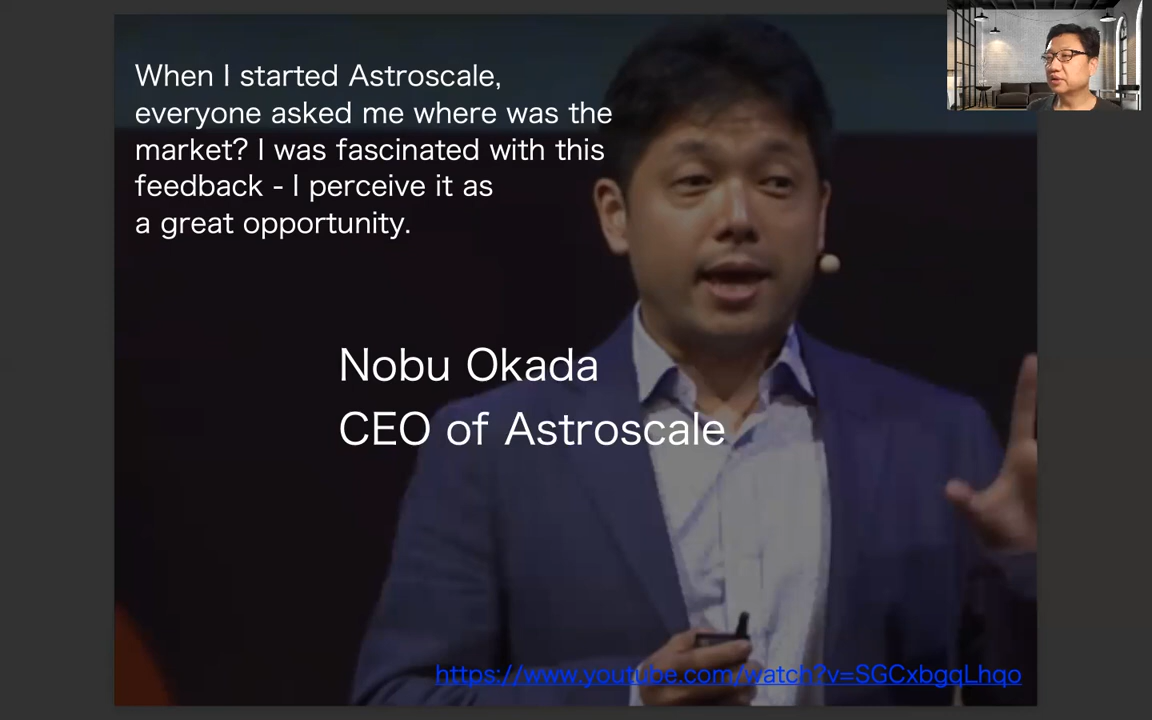 When I started Astroscale,
everyone asked me where was the
market? I was fascinated with this
feedback - I perceive it as
a great opportunity.
Nobu Okada
CEO of Astroscale
https://www.youtube.com/watch?v=SGCxbgqLhqo